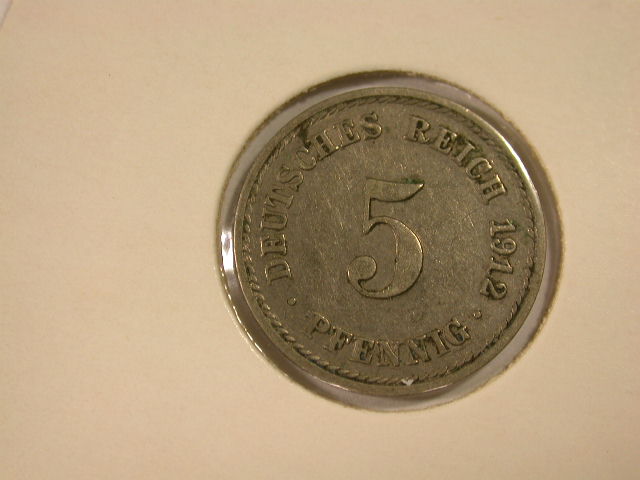 DEUTSCHES REICH 1912
5
· PFENNIG ·